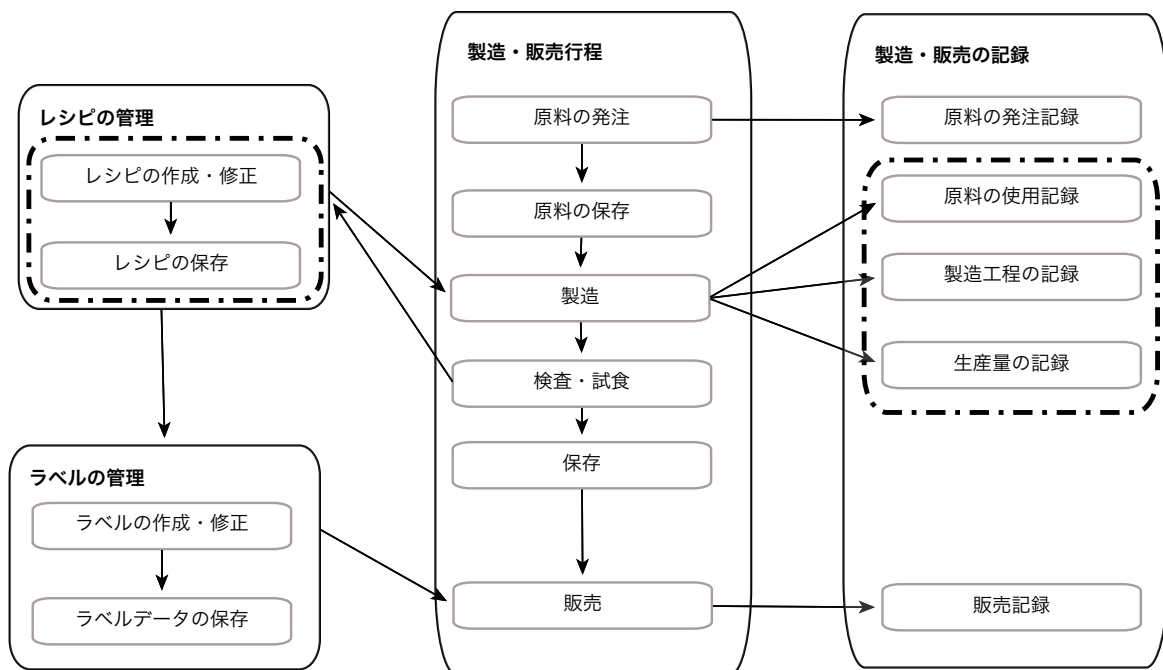 レシピの管理
レシピの作成・修正
レシピの保存
ラベルの管理
ラベルの作成・修正
ラベルデータの保存
製造・販売行程
原料の発注
原料の保存
製造
検査・試食
保存
販売
製造・販売の記録
原料の発注記録
原料の使用記録
製造工程の記録
生産量の記録
販売記録